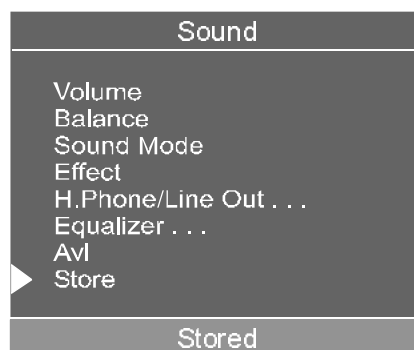 Sound
Volume
Balance
Sound Mode
Effect
H.Phone/Line Out . . .
Equalizer . . .
Avl
Store
Stored